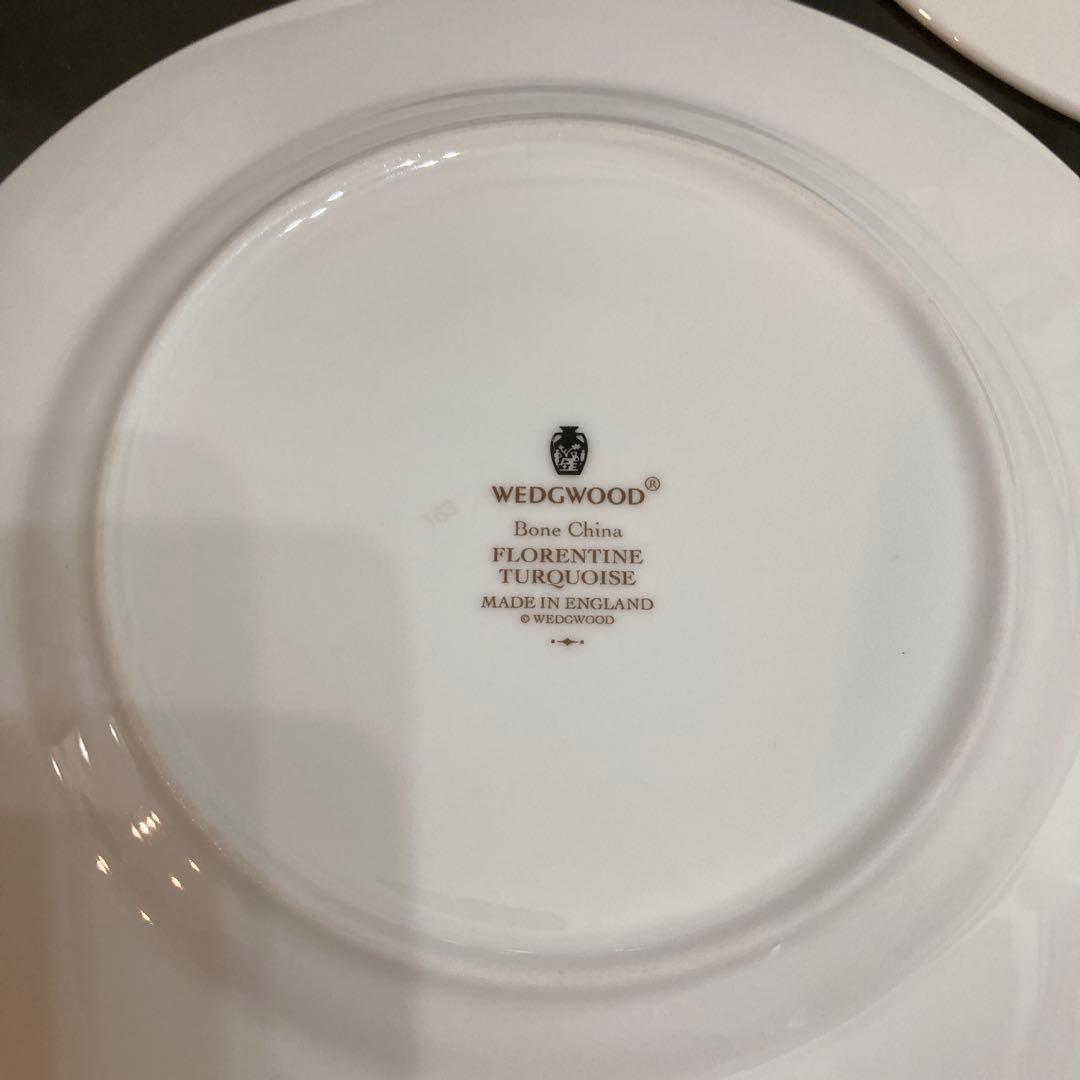 WEDGWOOD®
Bone China
FLORENTINE
TURQUOISE
MADE IN ENGLAND
© WEDGWOOD